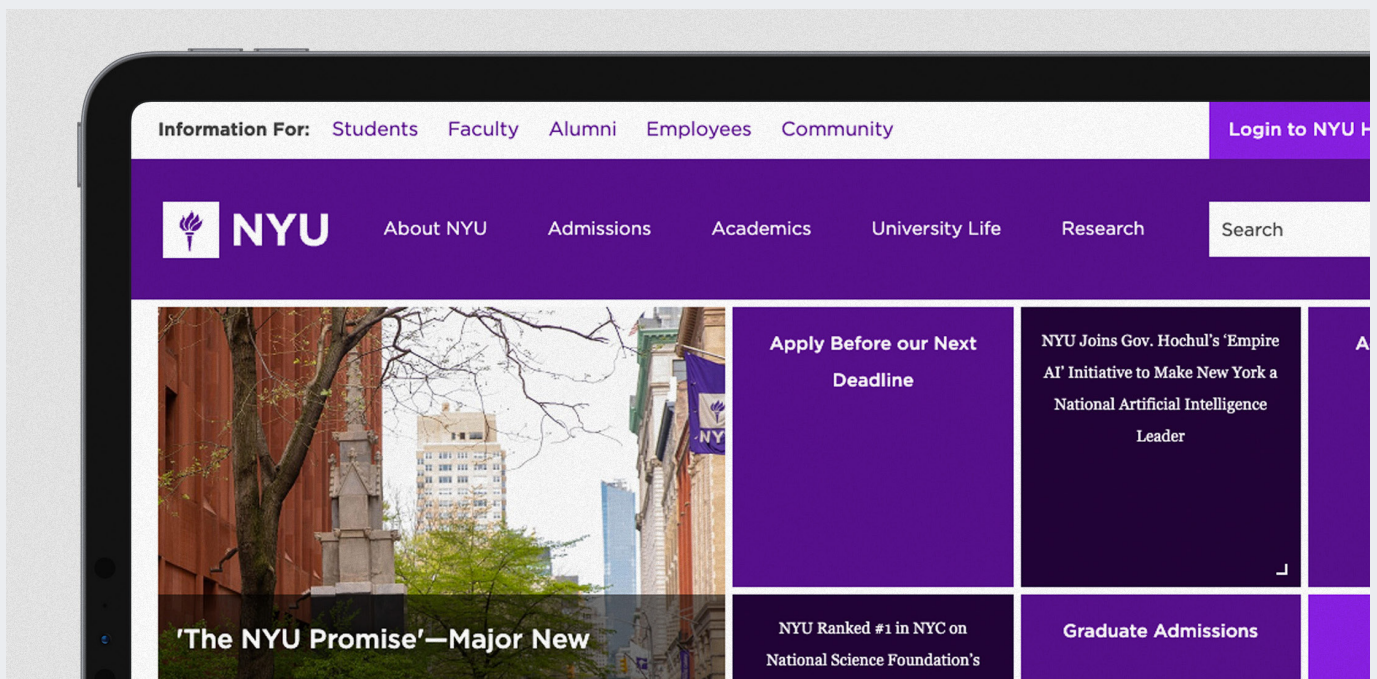 Information For: Students Faculty Alumni Employees Community
Login to NYU
NYU About NYU Admissions Academics University Life Research
Search
NYU
Apply Before our Next
Deadline
NYU Joins Gov. Hochul's ‘Empire
AI’ Initiative to Make New York a
National Artificial Intelligence
Leader
A
'The NYU Promise'—Major New
NYU Ranked #1 in NYC on
National Science Foundation’s
Graduate Admissions